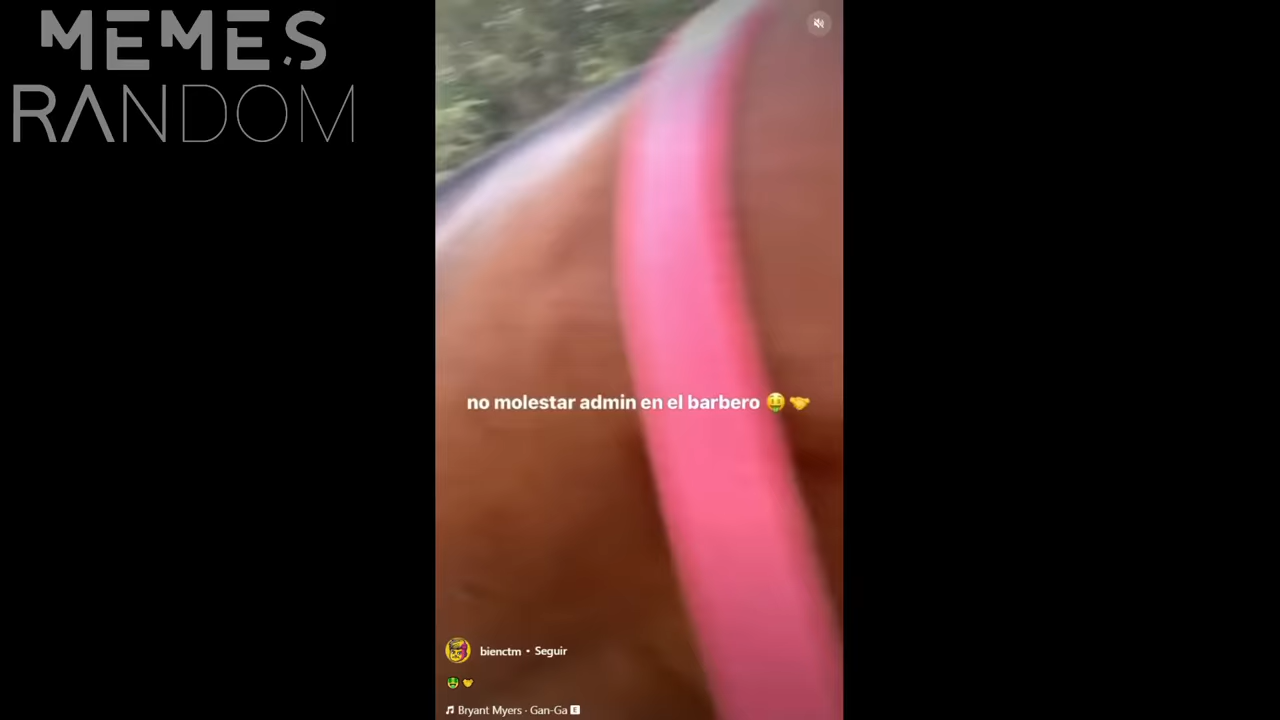 MEMES
RANDOM
no molestar admin en el barbero 🤑🤝
bienctm • Seguir
🤑🤝
Bryant Myers · Gan-Ga E